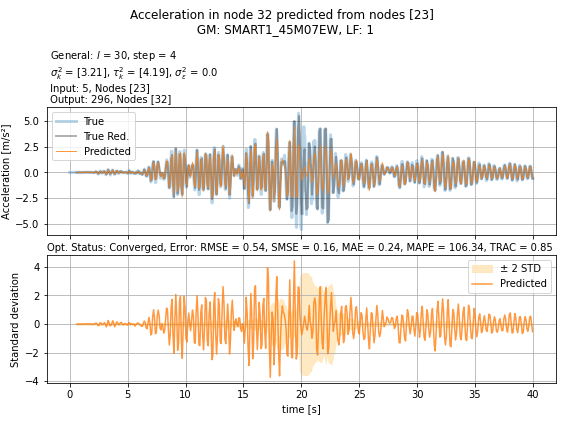 Acceleration in node 32 predicted from nodes [23]
GM: SMART1_45M07EW, LF: 1
General: l = 30, step = 4
σ²ₖ = [3.21], τ²ₖ = [4.19], σ²ₑ = 0.0
Input: 5, Nodes [23]
Output: 296, Nodes [32]
Acceleration [m/s²]
5.0
2.5
0.0
−2.5
−5.0
True
True Red.
Predicted
Opt. Status: Converged, Error: RMSE = 0.54, SMSE = 0.16, MAE = 0.24, MAPE = 106.34, TRAC = 0.85
Standard deviation
4
2
0
−2
−4
± 2 STD
Predicted
0 5 10 15 20 25 30 35 40
time [s]